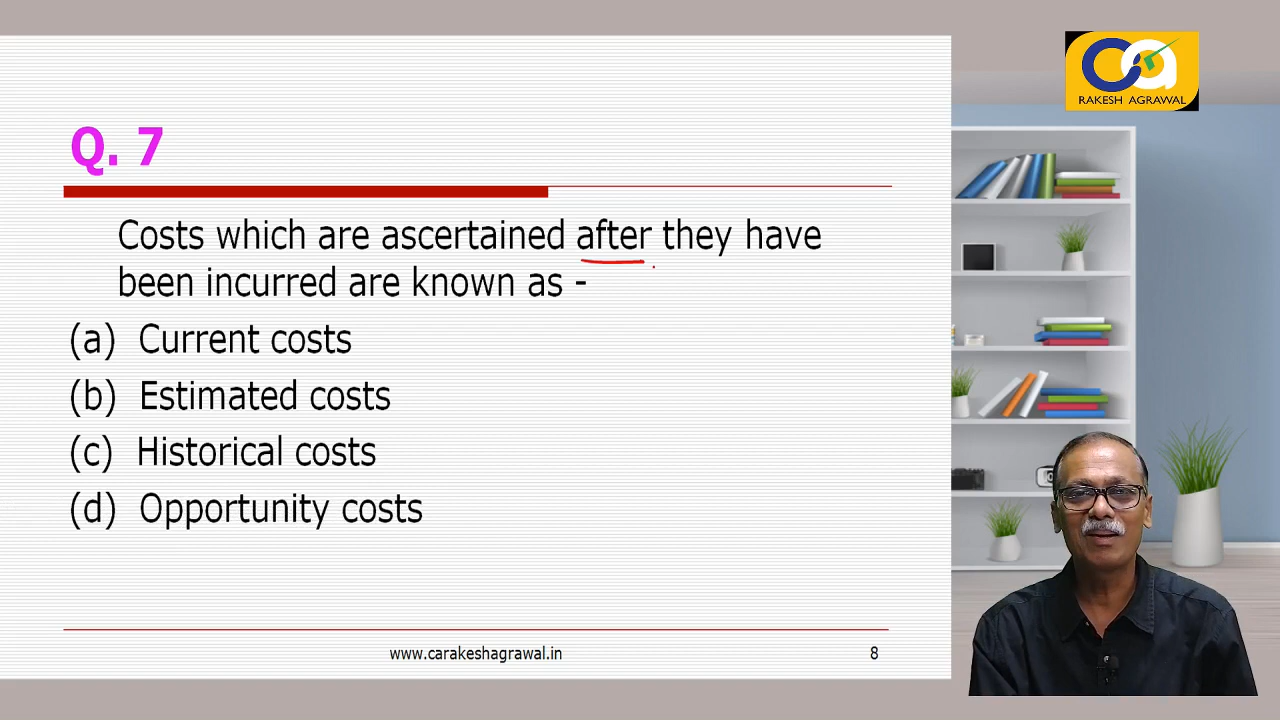 RAKESH AGRAWAL
Q. 7
Costs which are ascertained after they have
been incurred are known as -
(a) Current costs
(b) Estimated costs
(c) Historical costs
(d) Opportunity costs
www.carakeshagrawal.in
8